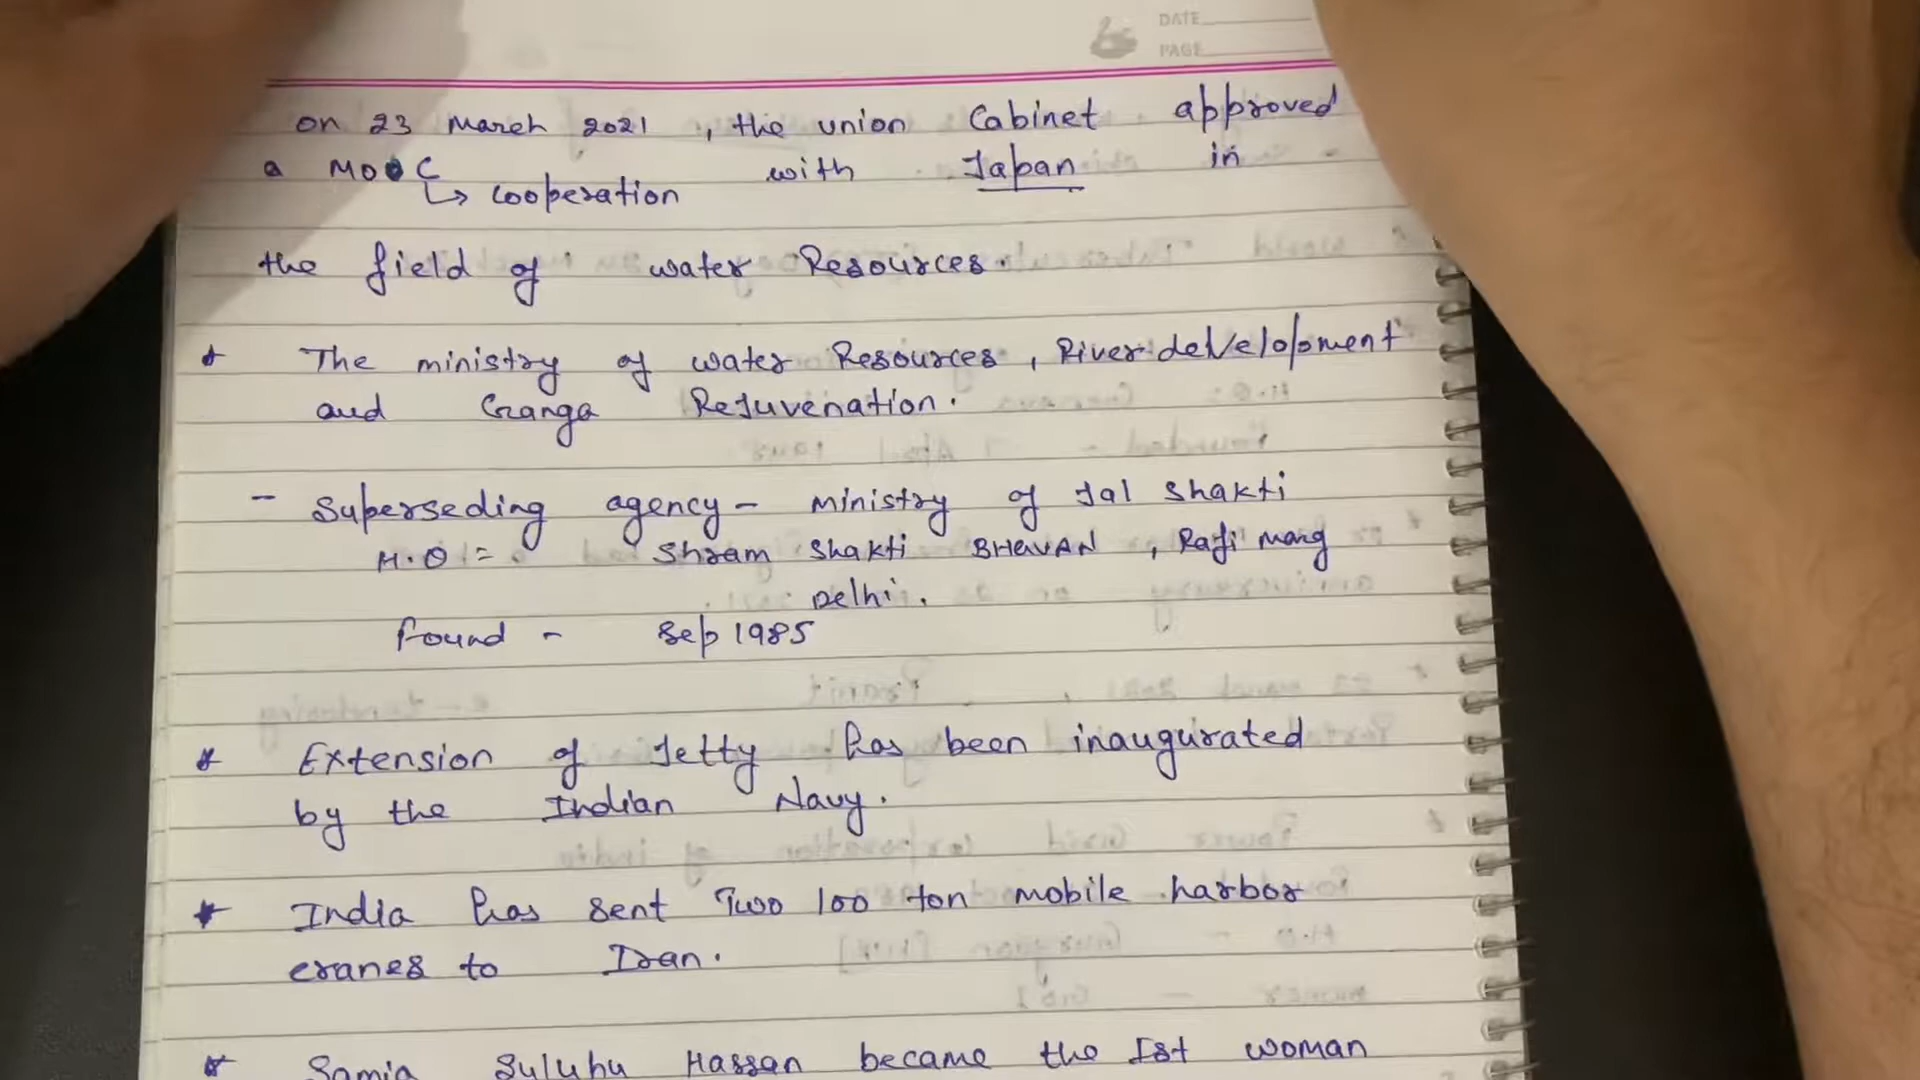 DATE
PAGE
on 23 March 2021 , the union Cabinet approved
a MOC with Japan in
↳ cooperation
the field of water Resources.
* The ministry of water Resources , River development
and Ganga Rejuvenation.
- Superseding agency - ministry of Jal Shakti
H.O = Shram Shakti BHAVAN , Rafi marg
Delhi.
found - Sep 1985
* Extension of Jetty has been inaugurated
by the Indian Navy.
* India has sent Two 100 ton mobile harbor
cranes to Iran.
* Samia Suluhu Hassan became the Ist woman